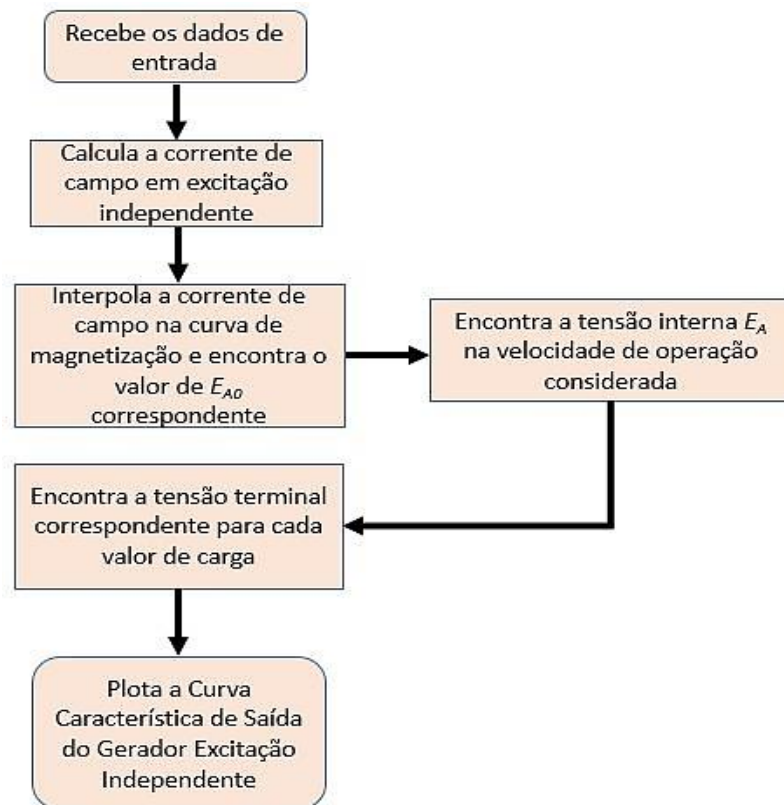 Recebe os dados de
entrada
Calcula a corrente de
campo em excitação
independente
Interpola a corrente de
campo na curva de
magnetização e encontra o
valor de EA0
correspondente
Encontra a tensão interna EA
na velocidade de operação
considerada
Encontra a tensão terminal
correspondente para cada
valor de carga
Plota a Curva
Característica de Saída
do Gerador Excitação
Independente